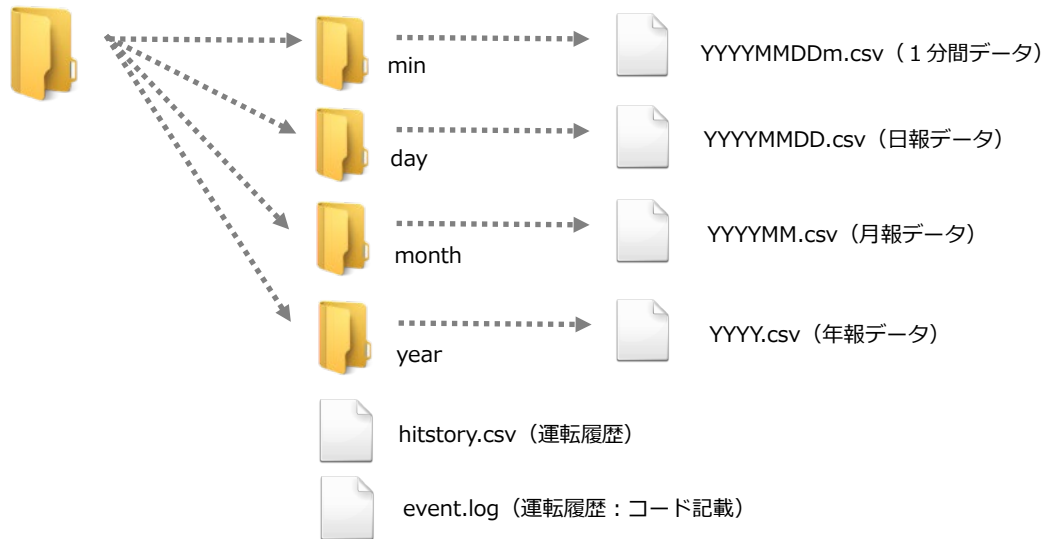 min
YYYYMMDDm.csv（１分間データ）
day
YYYYMMDD.csv（日報データ）
month
YYYYMM.csv（月報データ）
year
YYYY.csv（年報データ）
hitstory.csv（運転履歴）
event.log（運転履歴：コード記載）